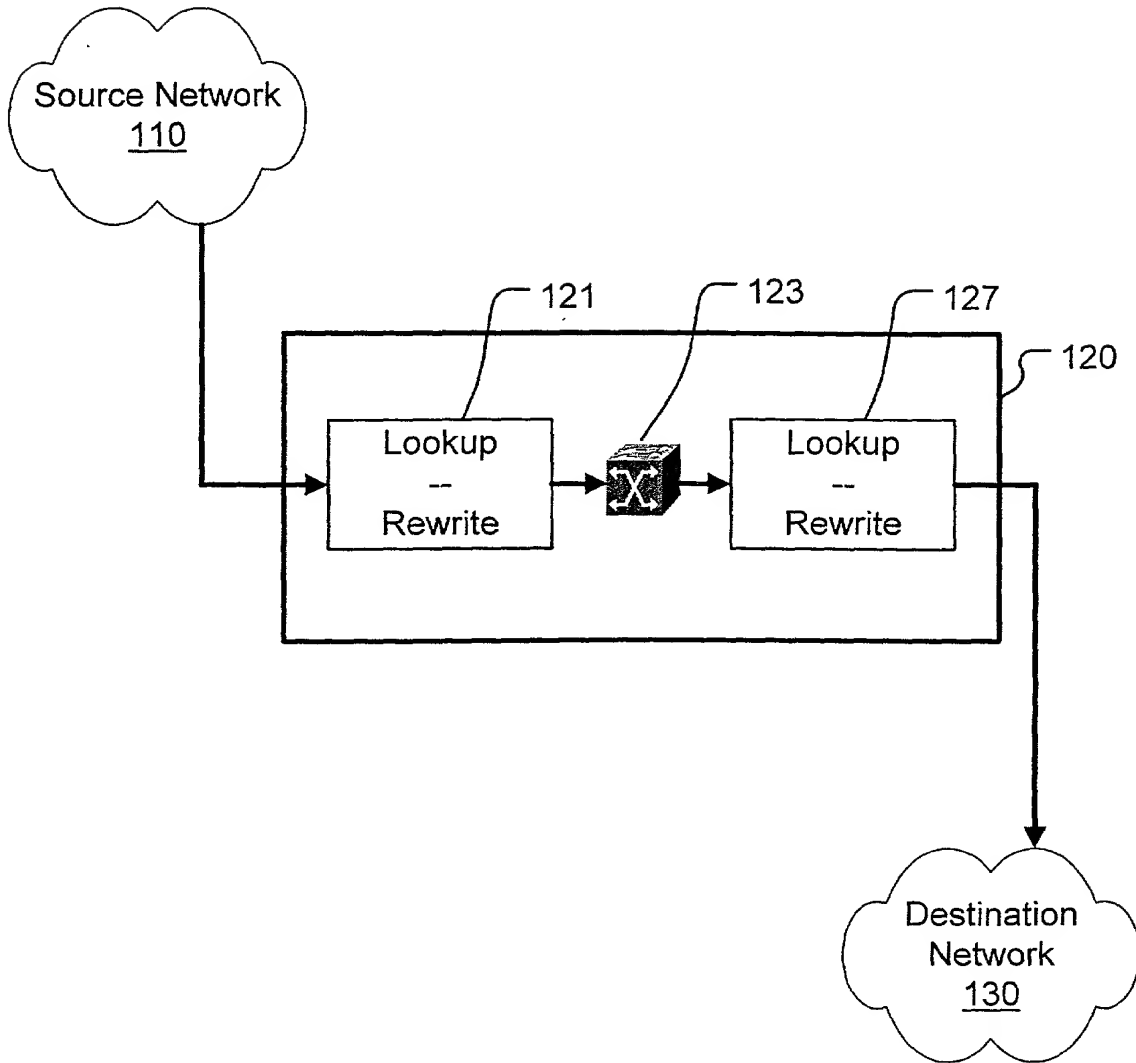 Source Network
110
121
123
127
120
Lookup
--
Rewrite
Lookup
--
Rewrite
Destination
Network
130